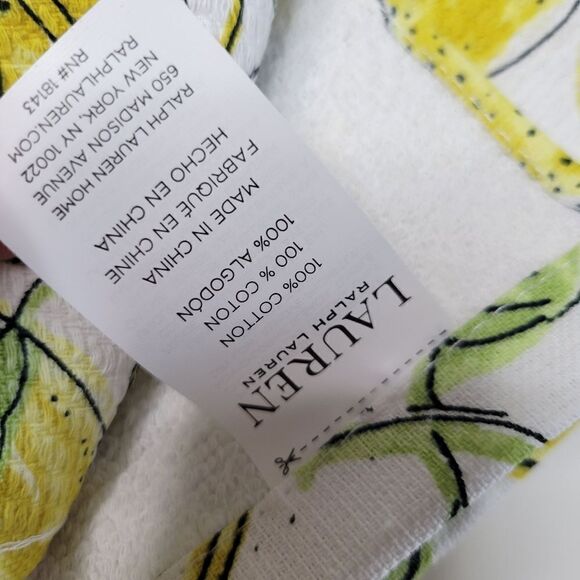 LAUREN
RALPH LAUREN
100% COTTON
100 % COTON
100% ALGODÓN
MADE IN CHINA
FABRIQUÉ EN CHINE
HECHO EN CHINA
RALPH LAUREN HOME
650 MADISON AVENUE
NEW YORK, NY 10022
RALPHLAUREN.COM
RN# 18143